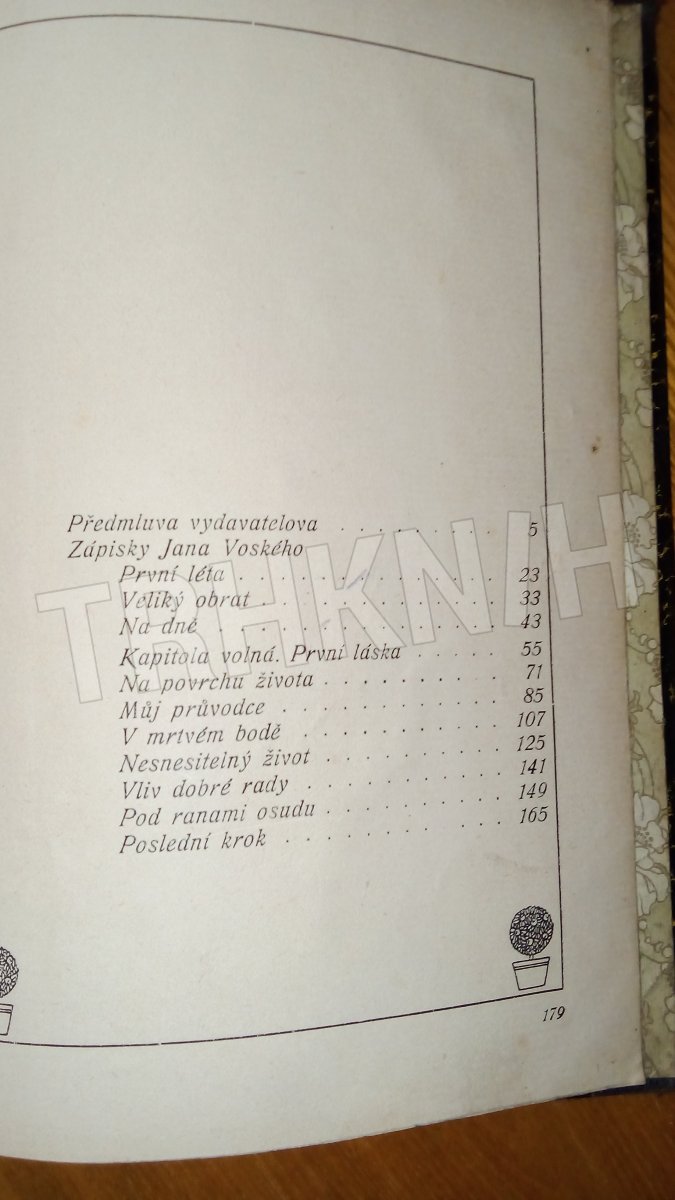 Předmluva vydavatelova . . . . . . . . 5
Zápisky Jana Voského
První léta . . . . . . . . . . . 23
Veliký obrat . . . . . . . . . . 33
Na dně . . . . . . . . . . . 43
Kapitola volná. První láska . . . . . 55
Na povrchu života . . . . . . . . 71
Můj průvodce . . . . . . . . . . 85
V mrtvém bodě . . . . . . . . . 107
Nesnesitelný život . . . . . . . . 125
Vliv dobré rady . . . . . . . . . 141
Pod ranami osudu . . . . . . . . 149
Poslední krok . . . . . . . . . 165
179
TRHKNIH